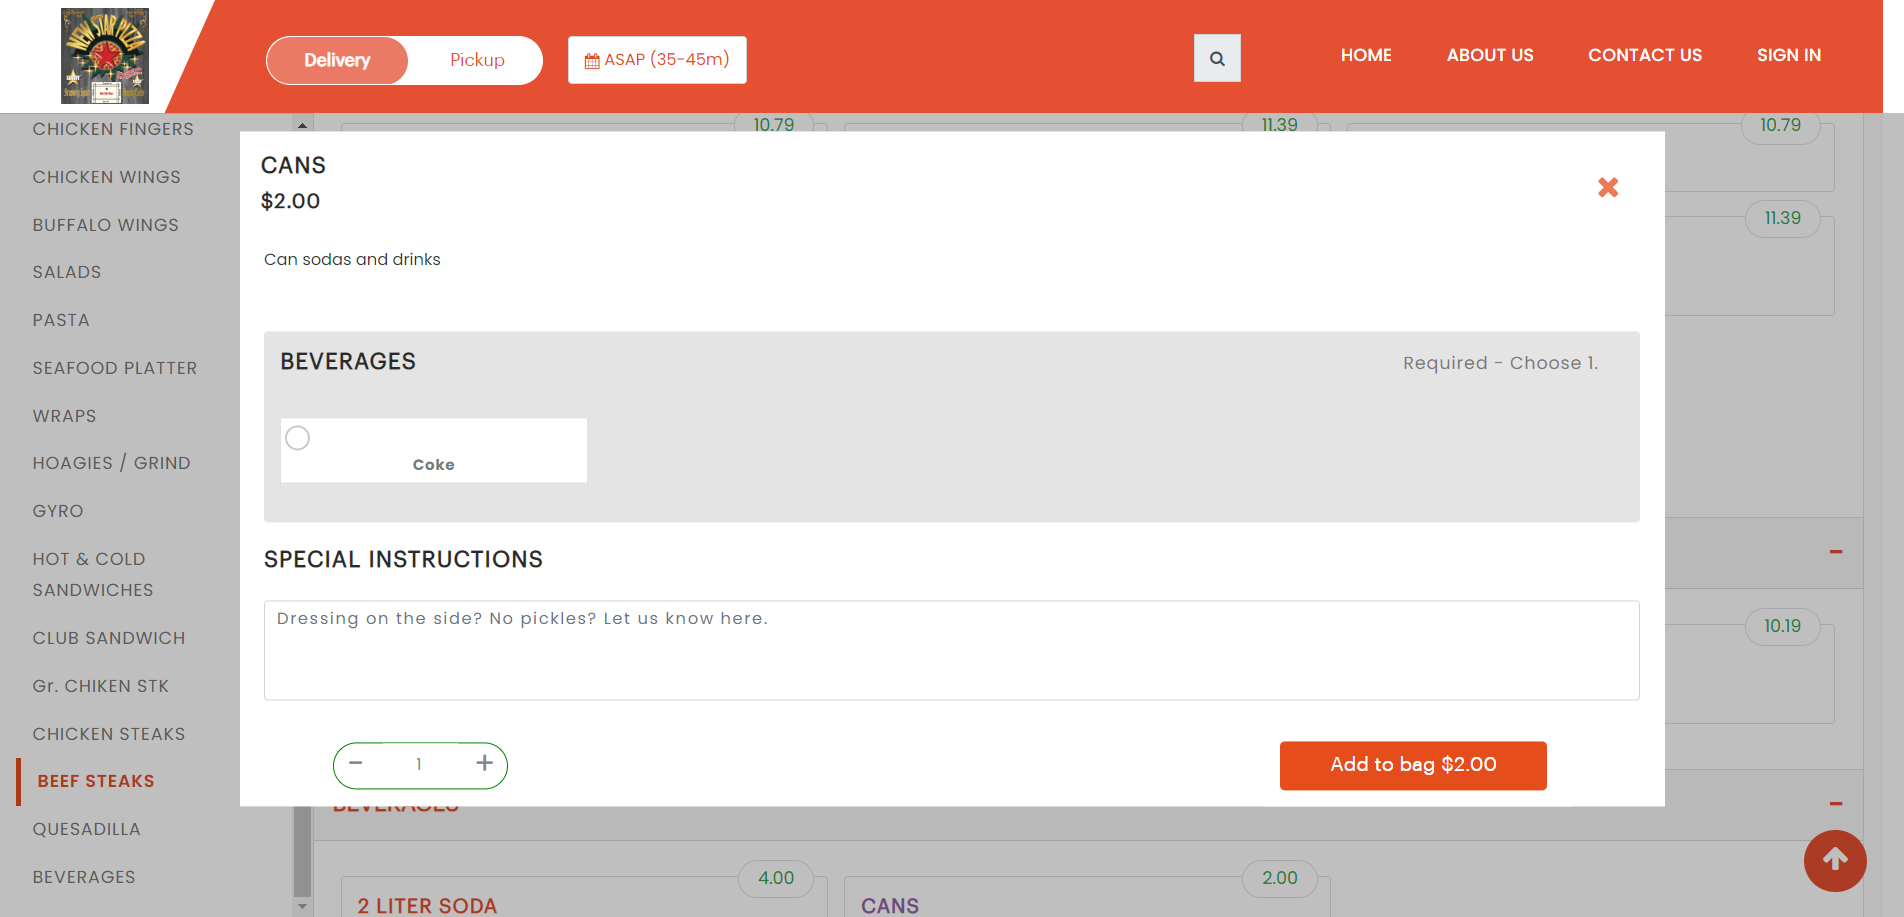 NEW STAR PIZZA
Delivery
Pickup
ASAP (35-45m)
HOME
ABOUT US
CONTACT US
SIGN IN
CHICKEN FINGERS
CHICKEN WINGS
BUFFALO WINGS
SALADS
PASTA
SEAFOOD PLATTER
WRAPS
HOAGIES / GRIND
GYRO
HOT & COLD
SANDWICHES
CLUB SANDWICH
Gr. CHIKEN STK
CHICKEN STEAKS
BEEF STEAKS
QUESADILLA
BEVERAGES
10.79
11.39
10.79
11.39
CANS
$2.00
Can sodas and drinks
BEVERAGES
Required - Choose 1.
Coke
SPECIAL INSTRUCTIONS
Dressing on the side? No pickles? Let us know here.
10.19
1
Add to bag $2.00
BEVERAGES
4.00
2.00
2 LITER SODA
CANS